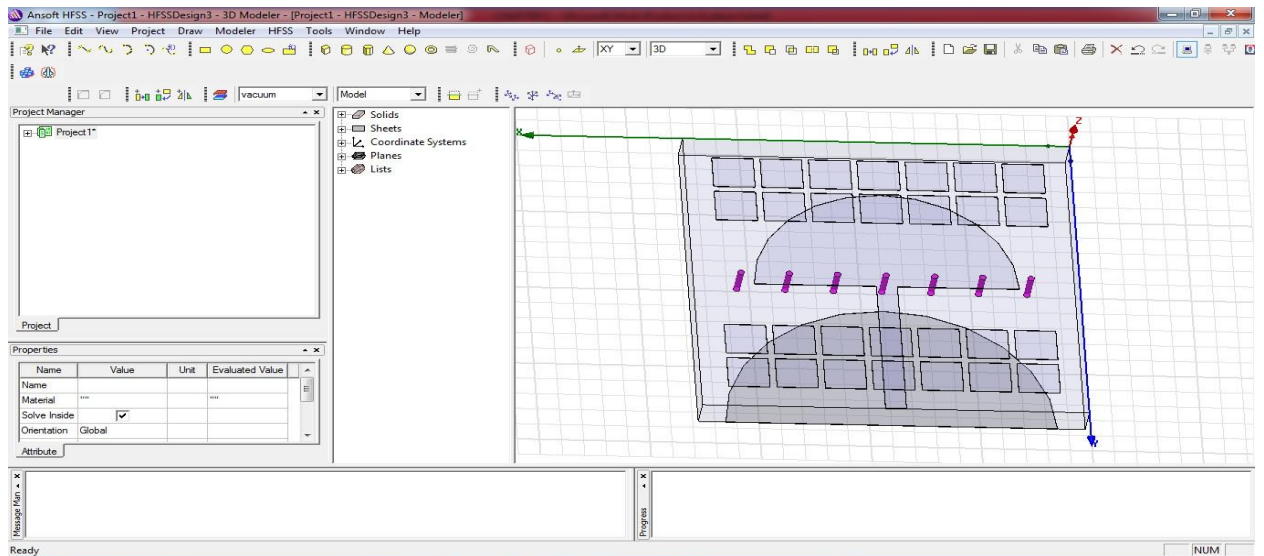 Ansoft HFSS - Project1 - HFSSDesign3 - 3D Modeler - [Project1 - HFSSDesign3 - Modeler]
File Edit View Project Draw Modeler HFSS Tools Window Help
XY 3D
vacuum Model
Project Manager
Project1*
Project
Solids
Sheets
Coordinate Systems
Planes
Lists
X
Z
Properties
Name Value Unit Evaluated Value
Name
Material "" ""
Solve Inside
Orientation Global
Attribute
Message Man
Progress
Ready NUM